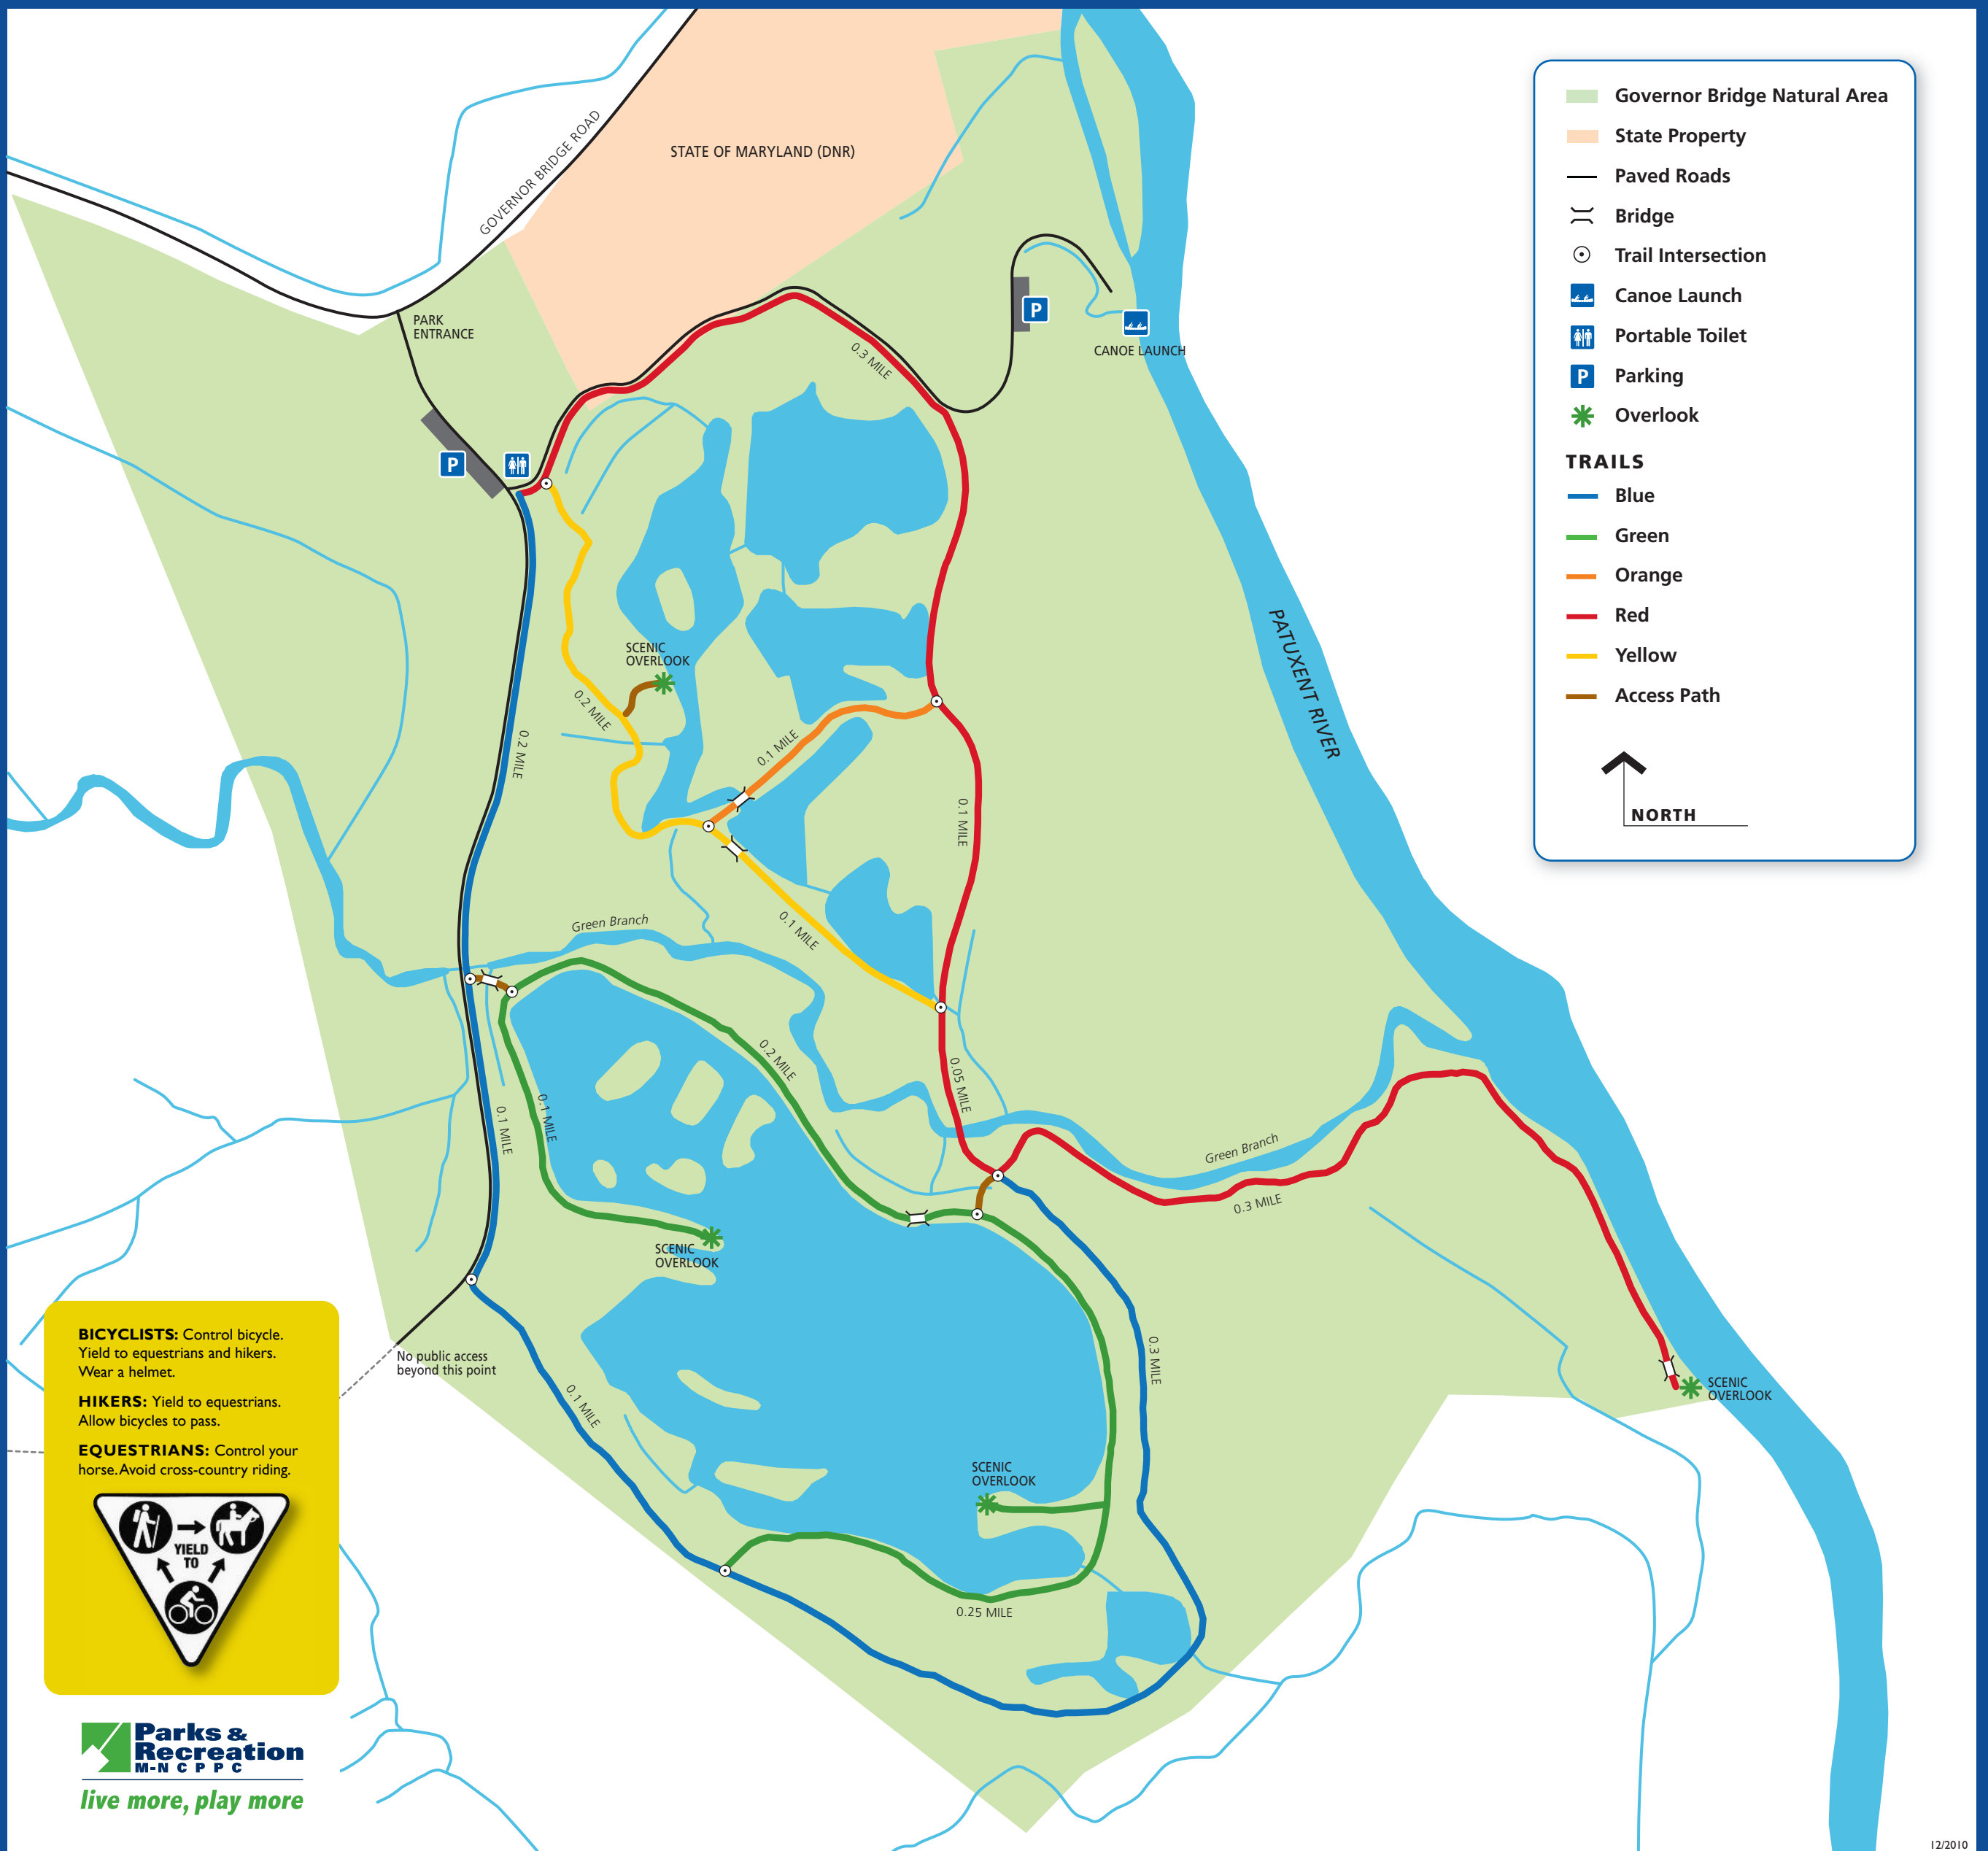 GOVERNOR BRIDGE ROAD
STATE OF MARYLAND (DNR)
PARK
ENTRANCE
P
P
CANOE LAUNCH
0.3 MILE
SCENIC
OVERLOOK
0.2 MILE
0.2 MILE
0.1 MILE
0.1 MILE
0.1 MILE
PATUXENT RIVER
Green Branch
0.2 MILE
0.05 MILE
0.1 MILE
0.1 MILE
Green Branch
0.3 MILE
SCENIC
OVERLOOK
0.3 MILE
No public access
beyond this point
0.1 MILE
SCENIC
OVERLOOK
SCENIC
OVERLOOK
0.25 MILE
Governor Bridge Natural Area
State Property
Paved Roads
Bridge
Trail Intersection
Canoe Launch
Portable Toilet
P Parking
Overlook
TRAILS
Blue
Green
Orange
Red
Yellow
Access Path
NORTH
BICYCLISTS: Control bicycle.
Yield to equestrians and hikers.
Wear a helmet.
HIKERS: Yield to equestrians.
Allow bicycles to pass.
EQUESTRIANS: Control your
horse. Avoid cross-country riding.
YIELD
TO
Parks &
Recreation
M-NCPPC
live more, play more
12/2010